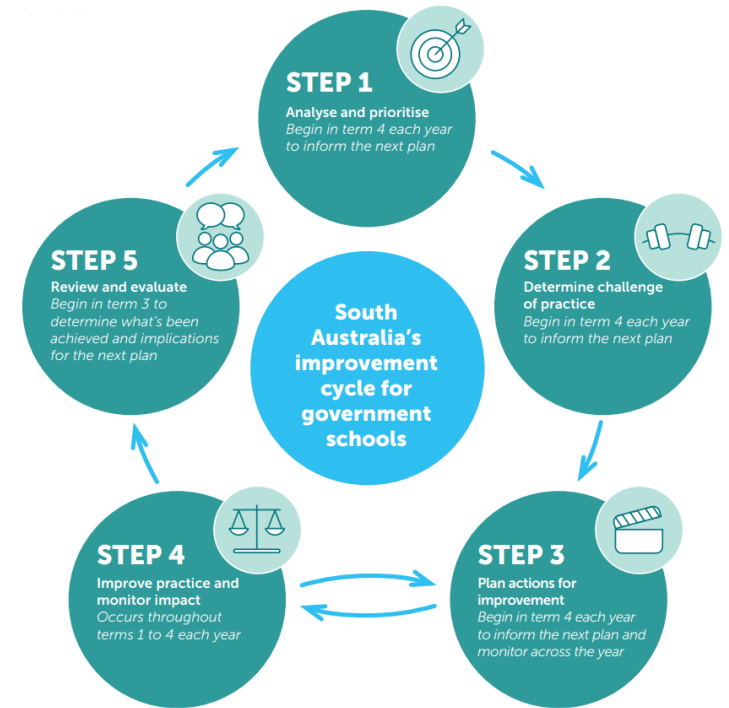 STEP 1
Analyse and prioritise
Begin in term 4 each year
to inform the next plan
STEP 2
Determine challenge
of practice
Begin in term 4 each year
to inform the next plan
STEP 3
Plan actions for
improvement
Begin in term 4 each year
to inform the next plan and
monitor across the year
STEP 4
Improve practice and
monitor impact
Occurs throughout
terms 1 to 4 each year
STEP 5
Review and evaluate
Begin in term 3 to
determine what's been
achieved and implications
for the next plan
South
Australia's
improvement
cycle for
government
schools